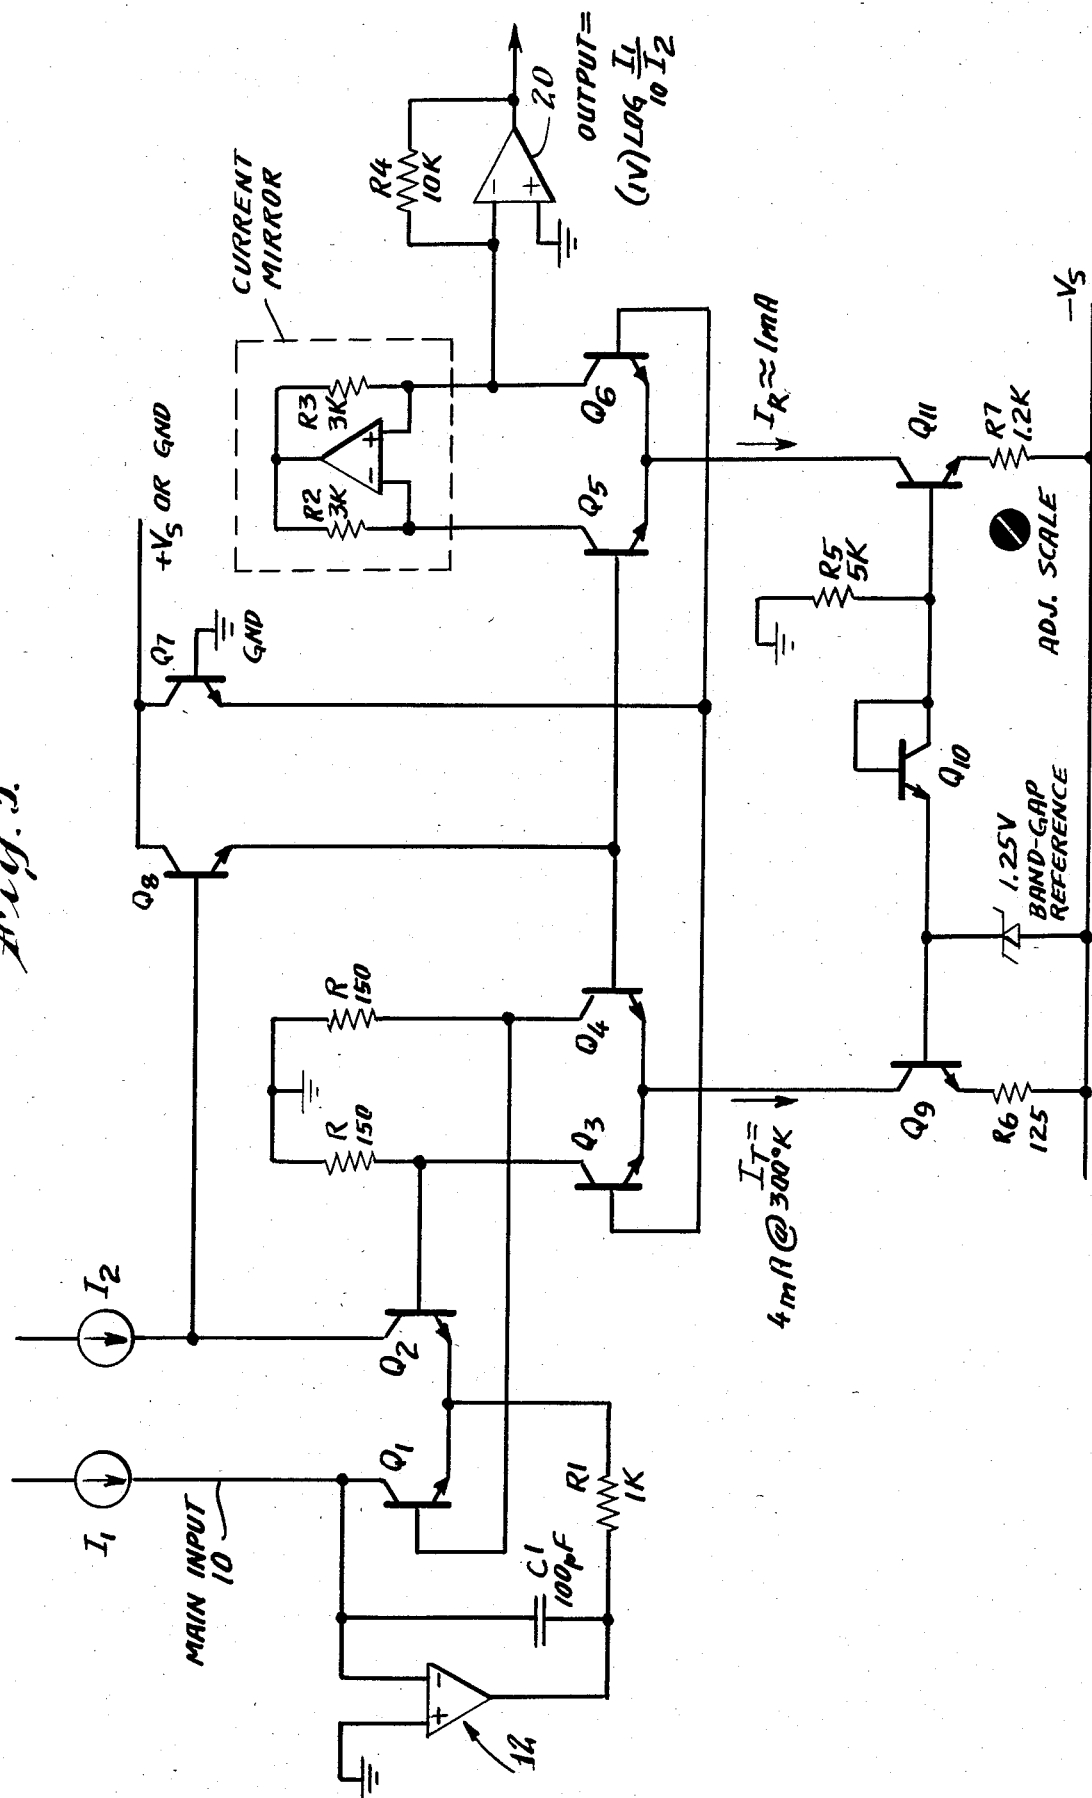 Fig. 3.
I1
I2
MAIN INPUT
10
12
C1
100pF
R1
1K
Q1
Q2
R
150
R
150
Q3
Q4
Q8
Q7
GND
+VS OR GND
CURRENT
MIRROR
R2
3K
R3
3K
-
+
Q5
Q6
R4
10K
-
+
20
OUTPUT=
(1V) LOG10 I1/I2
IT=
4mA@300°K
IR≈1mA
Q9
R6
125
1.25V
BAND-GAP
REFERENCE
Q10
R5
5K
ADJ. SCALE
Q11
R7
1.2K
-VS
+
-